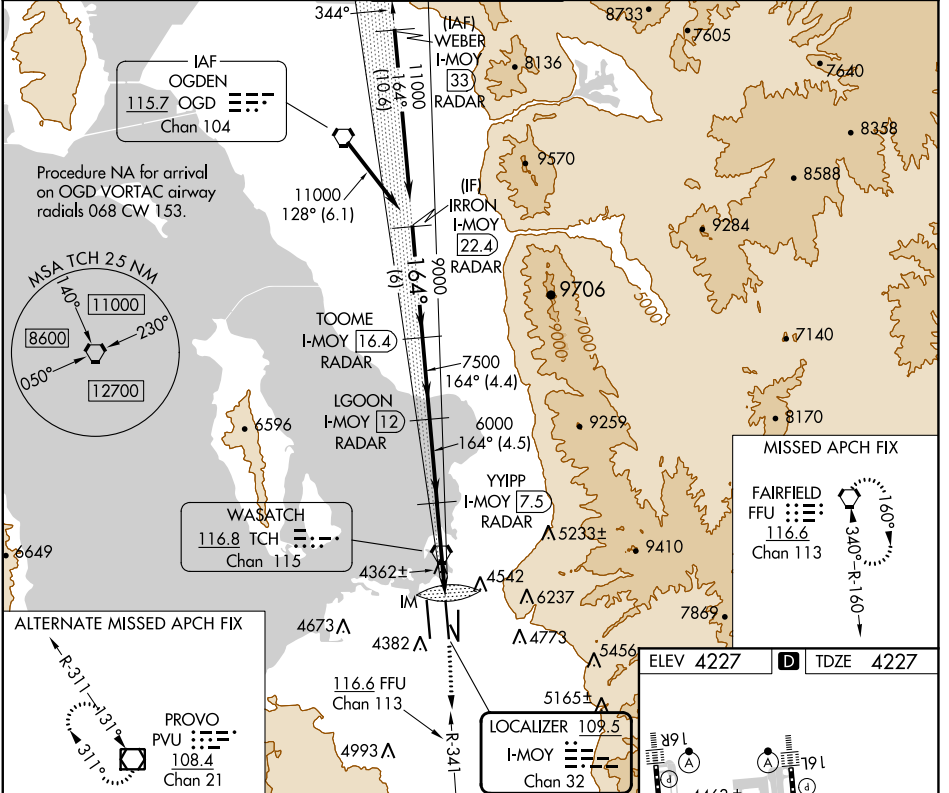 344°
(IAF)
WEBER
I-MOY
33
RADAR
11000
164°
(10.6)
8733
7605
8136
7640
8358
9570
8588
9284
IAF
OGDEN
115.7 OGD
Chan 104
Procedure NA for arrival
on OGD VORTAC airway
radials 068 CW 153.
11000
128° (6.1)
(IF)
IRRON
I-MOY
22.4
RADAR
9000
164°
(6)
MSA TCH 25 NM
140°
11000
8600
230°
050°
12700
9706
9000
7000
5000
7140
TOOME
I-MOY 16.4
RADAR
7500
164° (4.4)
LGOON
I-MOY 12
RADAR
6000
164° (4.5)
6596
9259
8170
YYIPP
I-MOY 7.5
RADAR
WASATCH
116.8 TCH
Chan 115
6649
5233±
9410
4362±
4542
IM
6237
7869
4673
4382
4773
5456
5165±
4993
MISSED APCH FIX
FAIRFIELD
FFU
116.6
Chan 113
160°
340°
R-160
ALTERNATE MISSED APCH FIX
R-311
131°
311°
PROVO
PVU
108.4
Chan 21
116.6 FFU
Chan 113
R-341
LOCALIZER 109.5
I-MOY
Chan 32
ELEV 4227
D
TDZE 4227
16R
A
P
A
16L
P